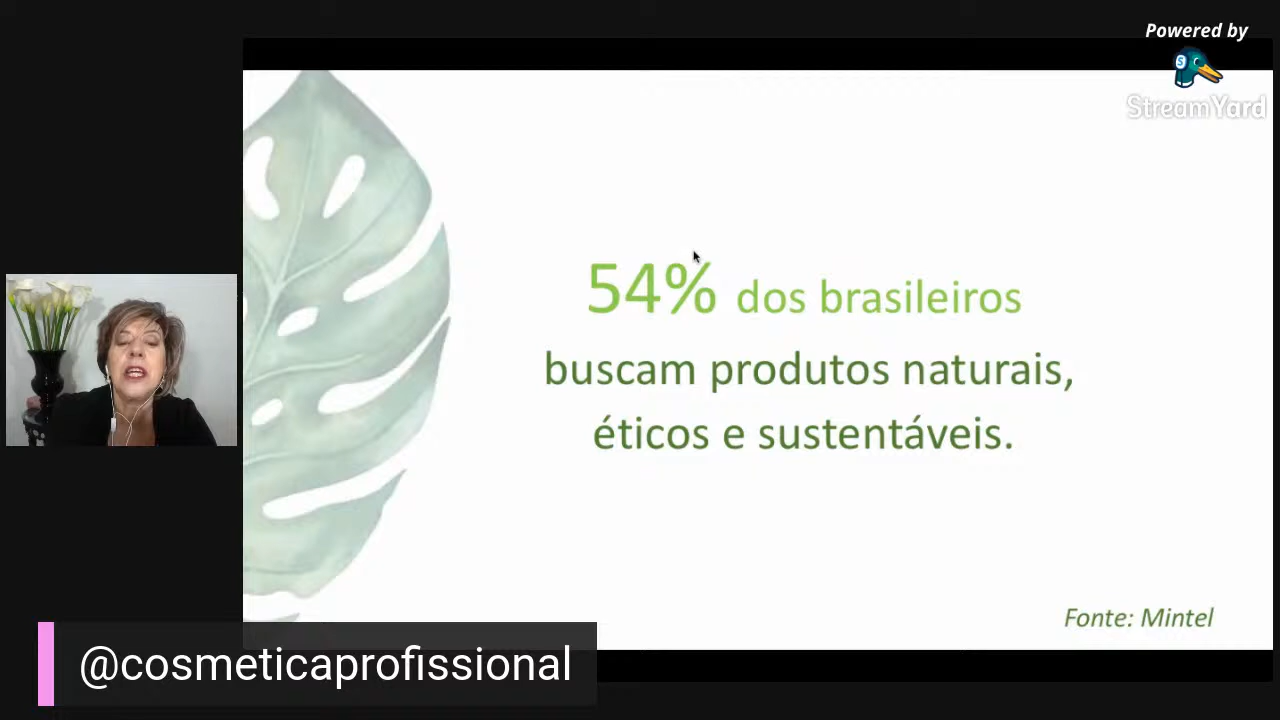 Powered by
StreamYard
54% dos brasileiros
buscam produtos naturais,
éticos e sustentáveis.
Fonte: Mintel
@cosmeticaprofissional